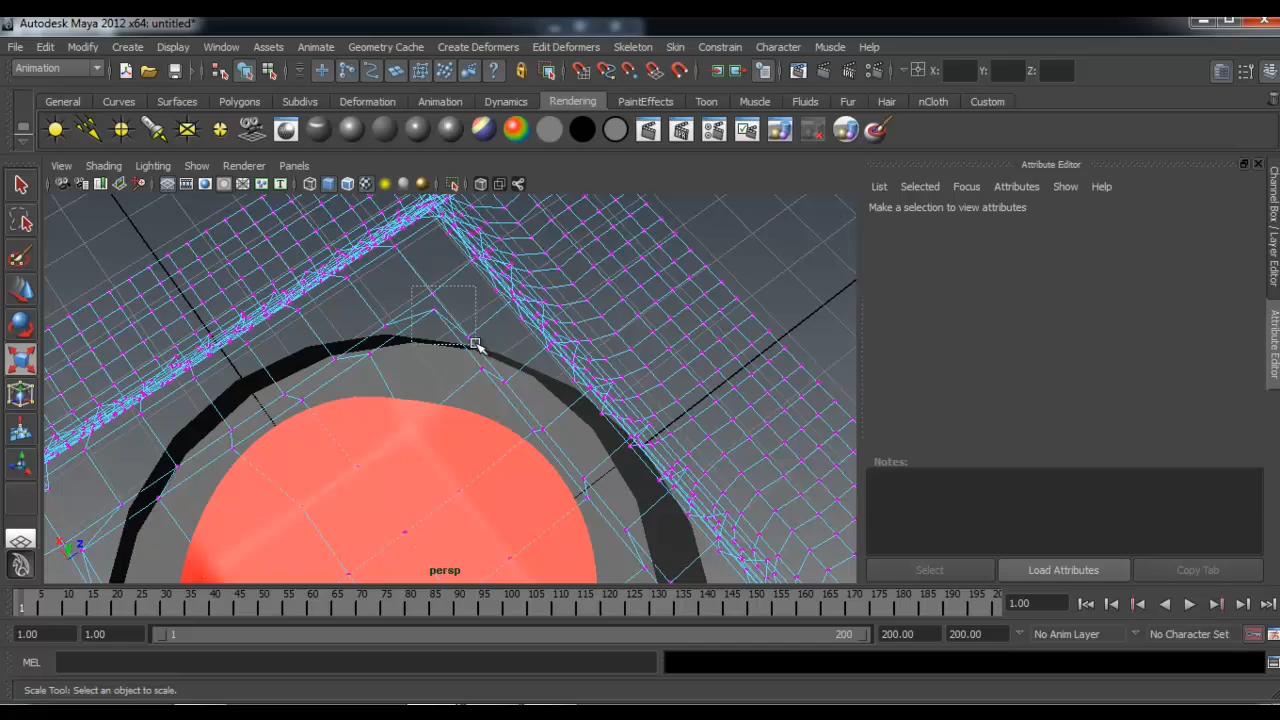 Autodesk Maya 2012 x64: untitled*
File Edit Modify Create Display Window Assets Animate Geometry Cache Create Deformers Edit Deformers Skeleton Skin Constrain Character Muscle Help
Animation X: Y: Z:
General Curves Surfaces Polygons Subdivs Deformation Animation Dynamics Rendering PaintEffects Toon Muscle Fluids Fur Hair nCloth Custom
View Shading Lighting Show Renderer Panels
Attribute Editor
List Selected Focus Attributes Show Help
Make a selection to view attributes
Channel Box / Layer Editor
Attribute Editor
Notes:
X Z
persp
Select Load Attributes Copy Tab
1 5 10 15 20 25 30 35 40 45 50 55 60 65 70 75 80 85 90 95 100 105 110 115 120 125 130 135 140 145 150 155 160 165 170 175 180 185 190 195 20 1.00
1.00 1.00 1 200 200.00 200.00 No Anim Layer No Character Set
MEL
Scale Tool: Select an object to scale.